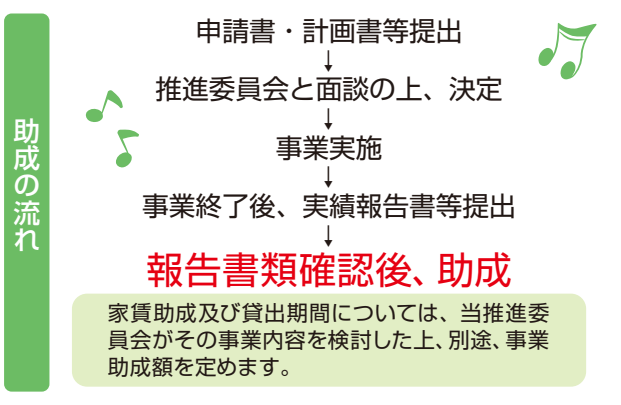 助成の流れ
申請書・計画書等提出
↓
推進委員会と面談の上、決定
↓
事業実施
↓
事業終了後、実績報告書等提出
↓
報告書類確認後、助成
家賃助成及び貸出期間については、当推進委
員会がその事業内容を検討した上、別途、事業
助成額を定めます。